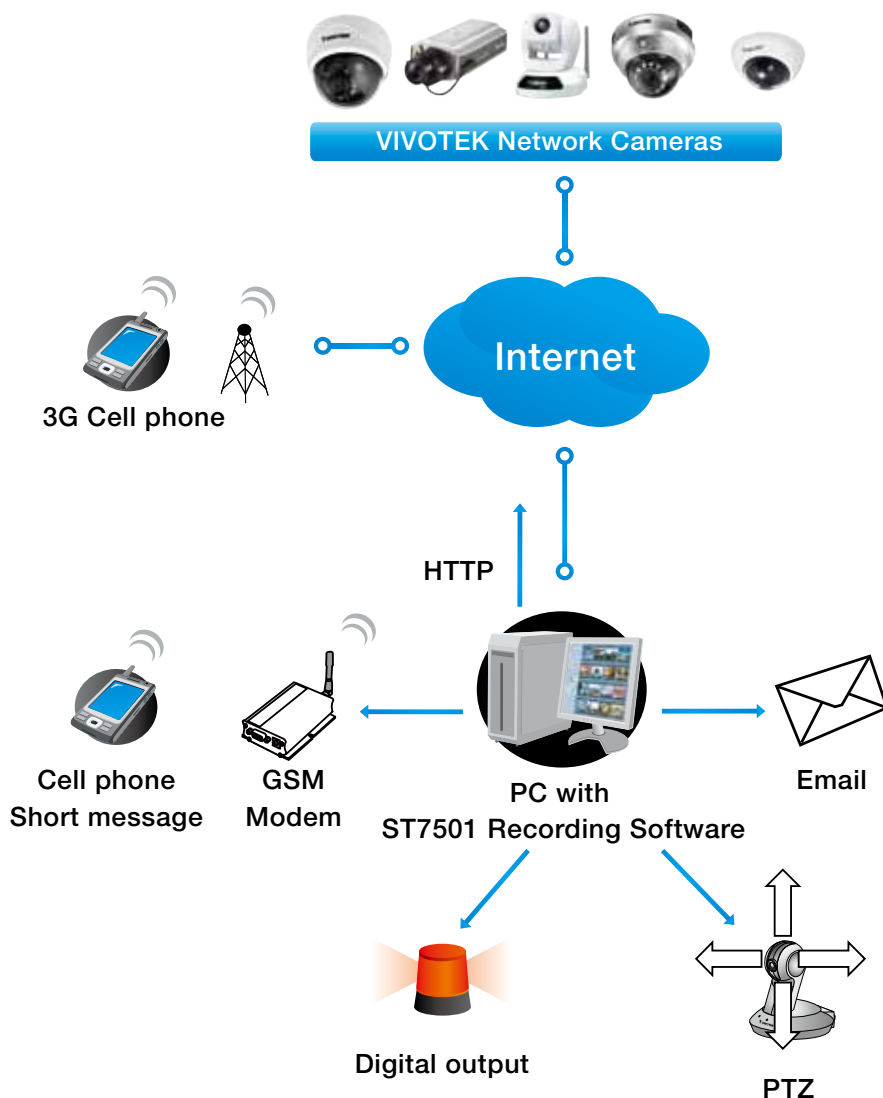 VIVOTEK Network Cameras
Internet
3G Cell phone
HTTP
Cell phone
Short message
GSM
Modem
PC with
ST7501 Recording Software
Email
Digital output
PTZ